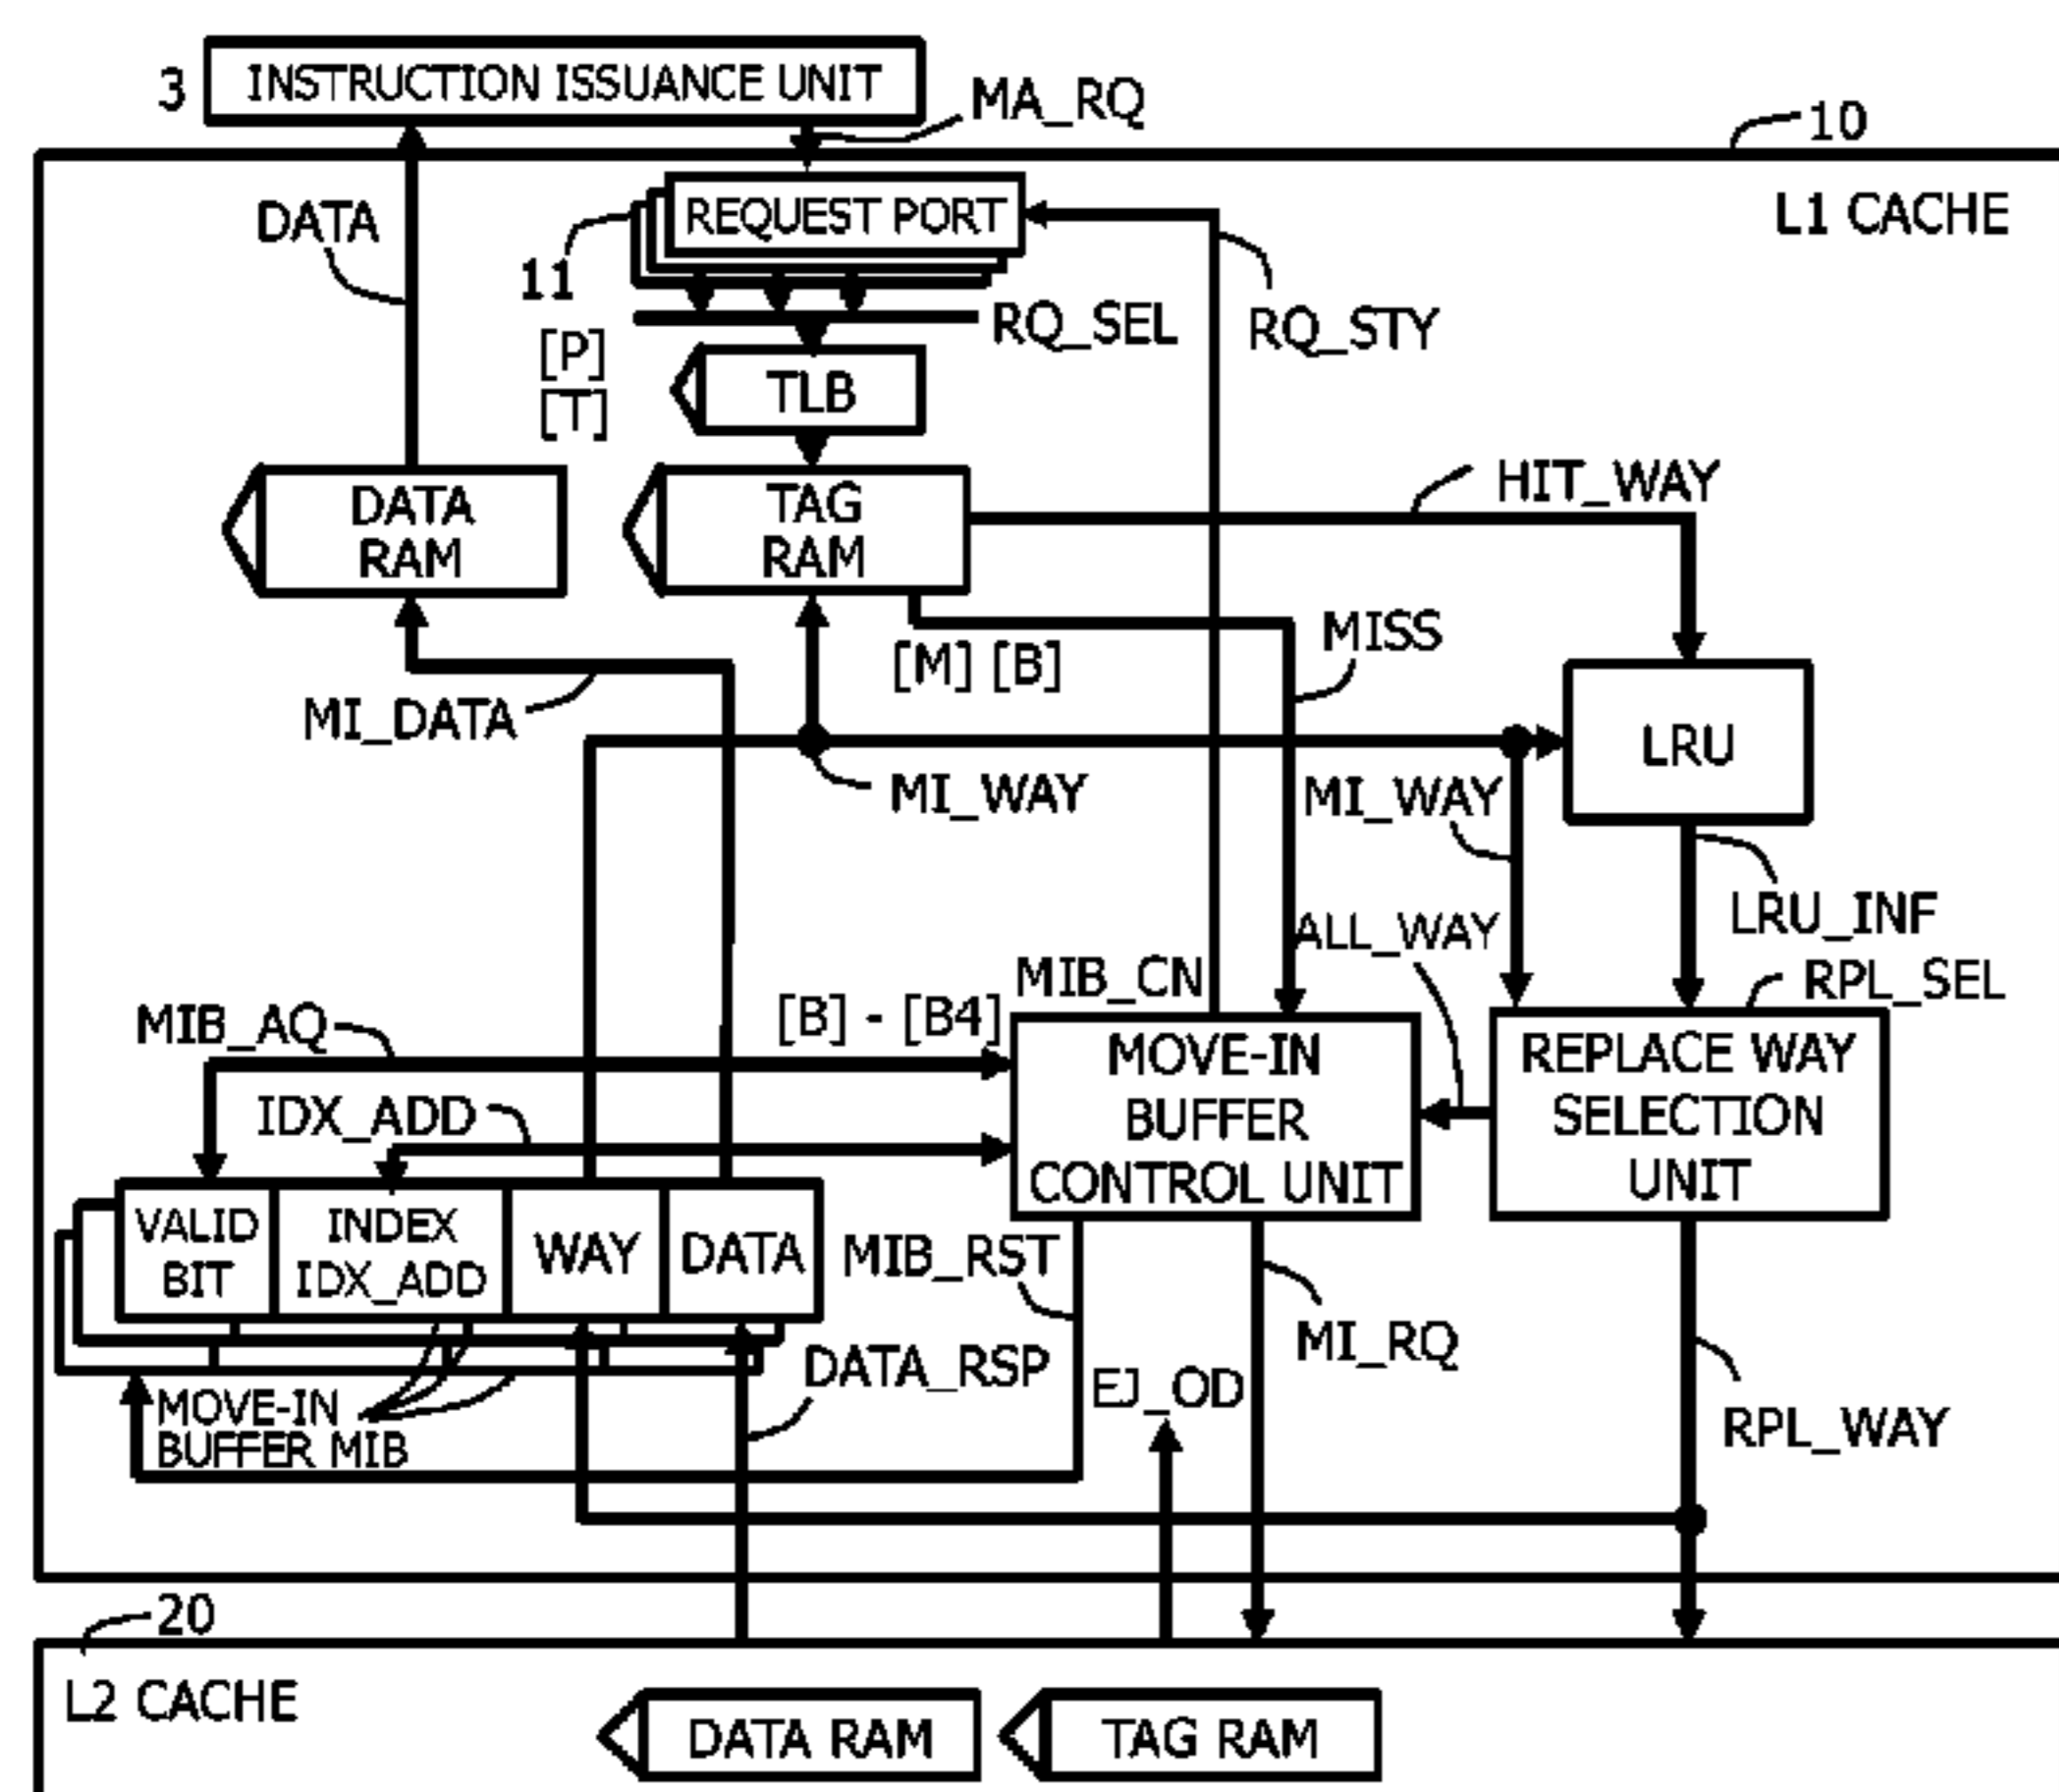 3
INSTRUCTION ISSUANCE UNIT
MA_RQ
10
L1 CACHE
DATA
REQUEST PORT
11
RQ_SEL
RQ_STY
[P]
[T]
TLB
DATA
RAM
TAG
RAM
HIT_WAY
MISS
[M] [B]
MI_DATA
LRU
MI_WAY
MI_WAY
LRU_INF
ALL_WAY
RPL_SEL
MIB_CN
[B] - [B4]
MIB_AQ
IDX_ADD
MOVE-IN
BUFFER
CONTROL UNIT
REPLACE WAY
SELECTION
UNIT
VALID
BIT
INDEX
IDX_ADD
WAY
DATA
MIB_RST
MI_RQ
DATA_RSP
EJ_OD
MOVE-IN
BUFFER MIB
RPL_WAY
20
L2 CACHE
DATA RAM
TAG RAM